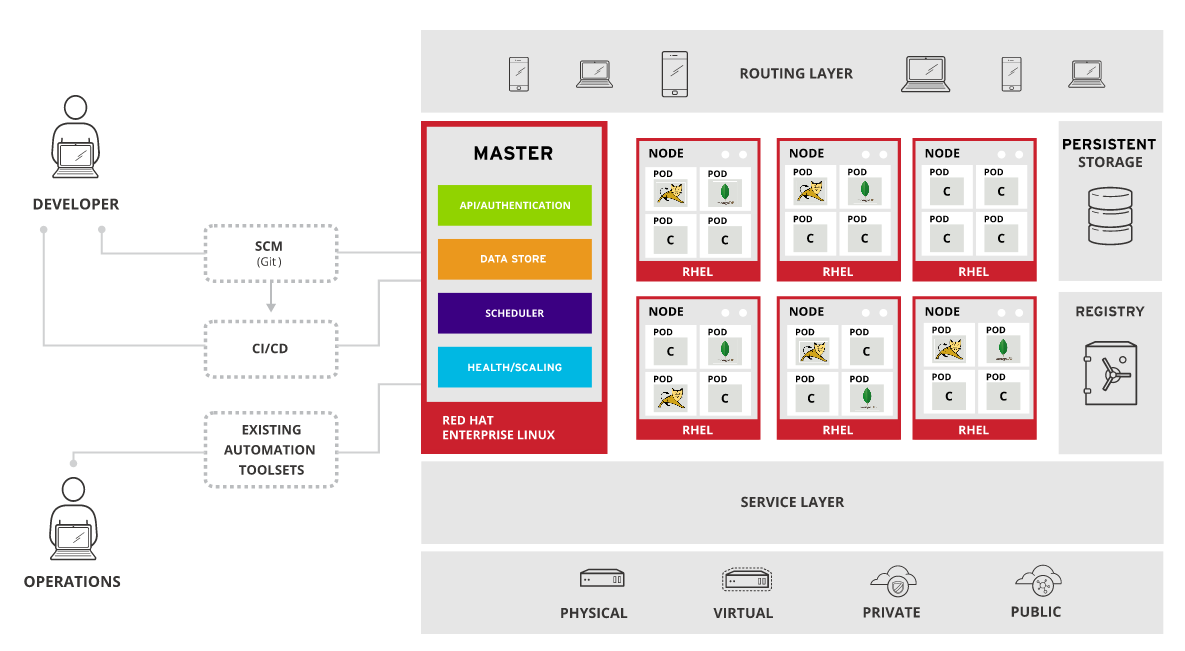 ROUTING LAYER
DEVELOPER
SCM
(Git)
CI/CD
EXISTING
AUTOMATION
TOOLSETS
OPERATIONS
MASTER
API/AUTHENTICATION
DATA STORE
SCHEDULER
HEALTH/SCALING
RED HAT
ENTERPRISE LINUX
NODE
POD POD
POD POD
C C
RHEL
NODE
POD POD
POD POD
C C
RHEL
NODE
POD POD
C C
POD POD
C C
RHEL
NODE
POD POD
C
POD POD
C
RHEL
NODE
POD POD
C
POD POD
C
RHEL
NODE
POD POD
POD POD
C C
RHEL
PERSISTENT
STORAGE
REGISTRY
SERVICE LAYER
PHYSICAL
VIRTUAL
PRIVATE
PUBLIC